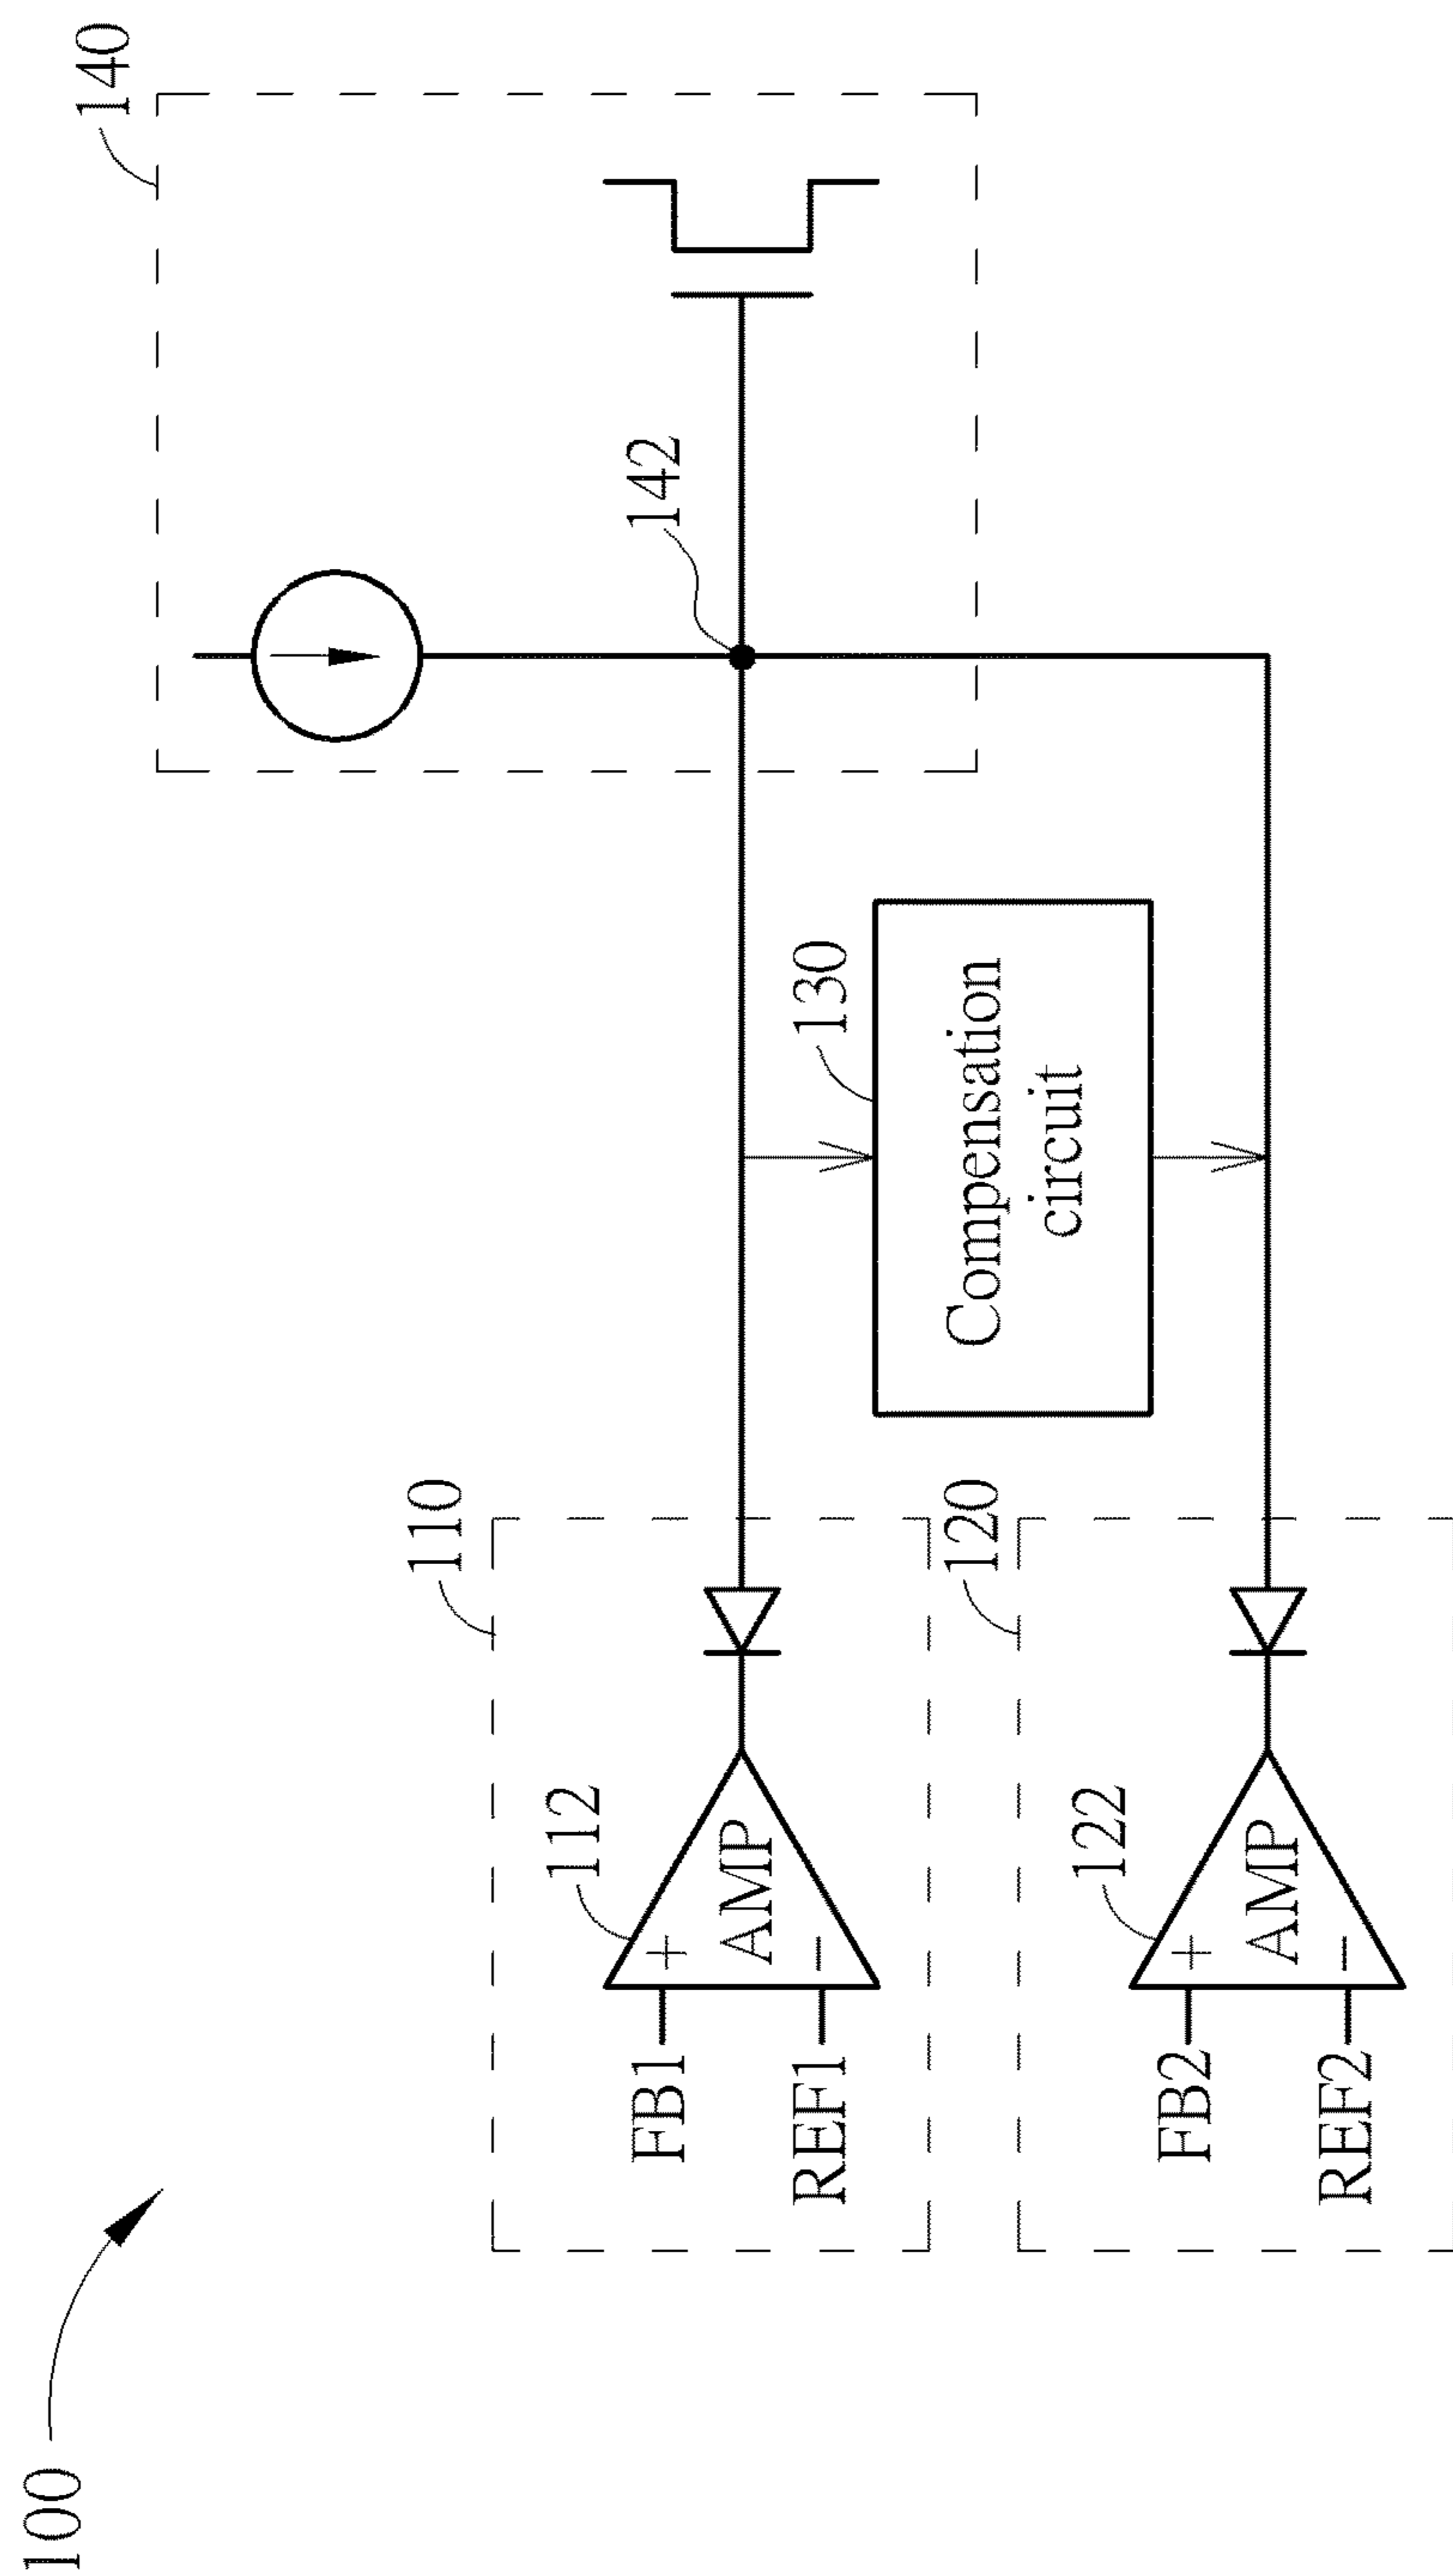 100
110
112
FB1
+
AMP
REF1
−
120
122
FB2
+
AMP
REF2
−
130
Compensation
circuit
140
142